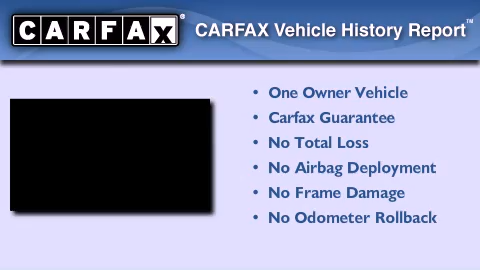 CARFAX® CARFAX Vehicle History Report™
• One Owner Vehicle
• Carfax Guarantee
• No Total Loss
• No Airbag Deployment
• No Frame Damage
• No Odometer Rollback